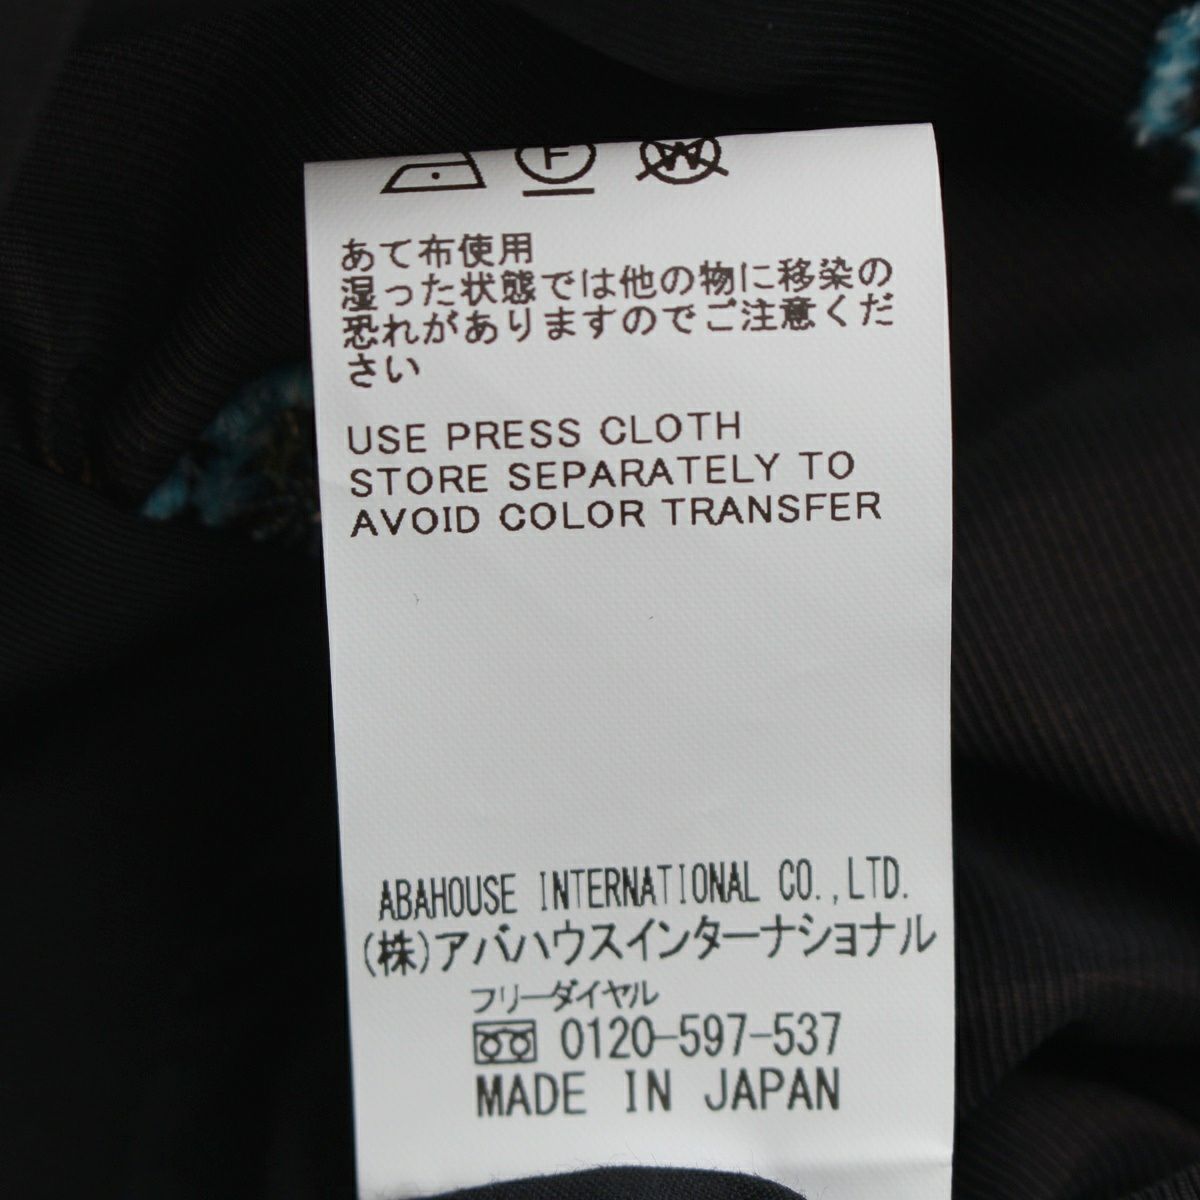 F W
あて布使用
湿った状態では他の物に移染の
恐れがありますのでご注意くだ
さい
USE PRESS CLOTH
STORE SEPARATELY TO
AVOID COLOR TRANSFER
ABAHOUSE INTERNATIONAL CO.,LTD.
(株)アバハウスインターナショナル
フリーダイヤル
0120-597-537
MADE IN JAPAN